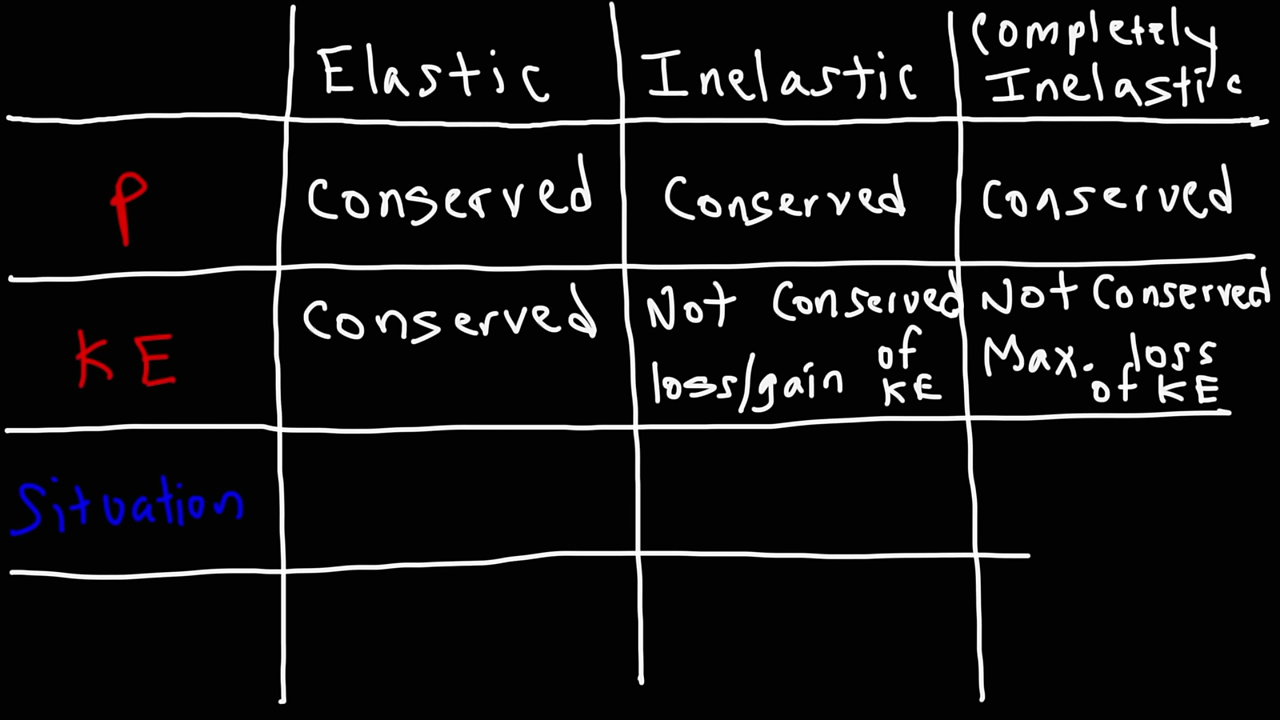 Elastic
Inelastic
Completely
Inelastic
P
Conserved
Conserved
Conserved
KE
Conserved
Not Conserved
loss/gain of
KE
Not Conserved
Max. loss
of KE
Situation